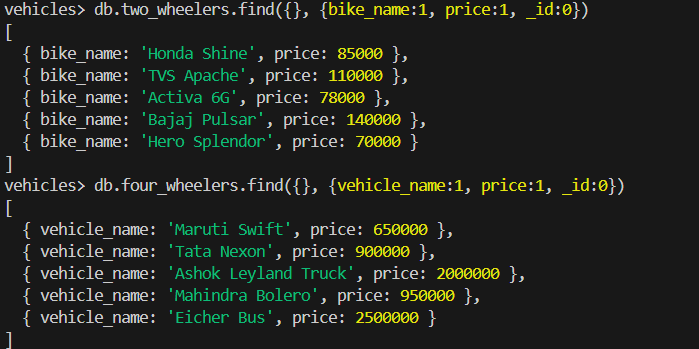 vehicles> db.two_wheelers.find({}, {bike_name:1, price:1, _id:0})
[
  { bike_name: 'Honda Shine', price: 85000 },
  { bike_name: 'TVS Apache', price: 110000 },
  { bike_name: 'Activa 6G', price: 78000 },
  { bike_name: 'Bajaj Pulsar', price: 140000 },
  { bike_name: 'Hero Splendor', price: 70000 }
]
vehicles> db.four_wheelers.find({}, {vehicle_name:1, price:1, _id:0})
[
  { vehicle_name: 'Maruti Swift', price: 650000 },
  { vehicle_name: 'Tata Nexon', price: 900000 },
  { vehicle_name: 'Ashok Leyland Truck', price: 2000000 },
  { vehicle_name: 'Mahindra Bolero', price: 950000 },
  { vehicle_name: 'Eicher Bus', price: 2500000 }
]